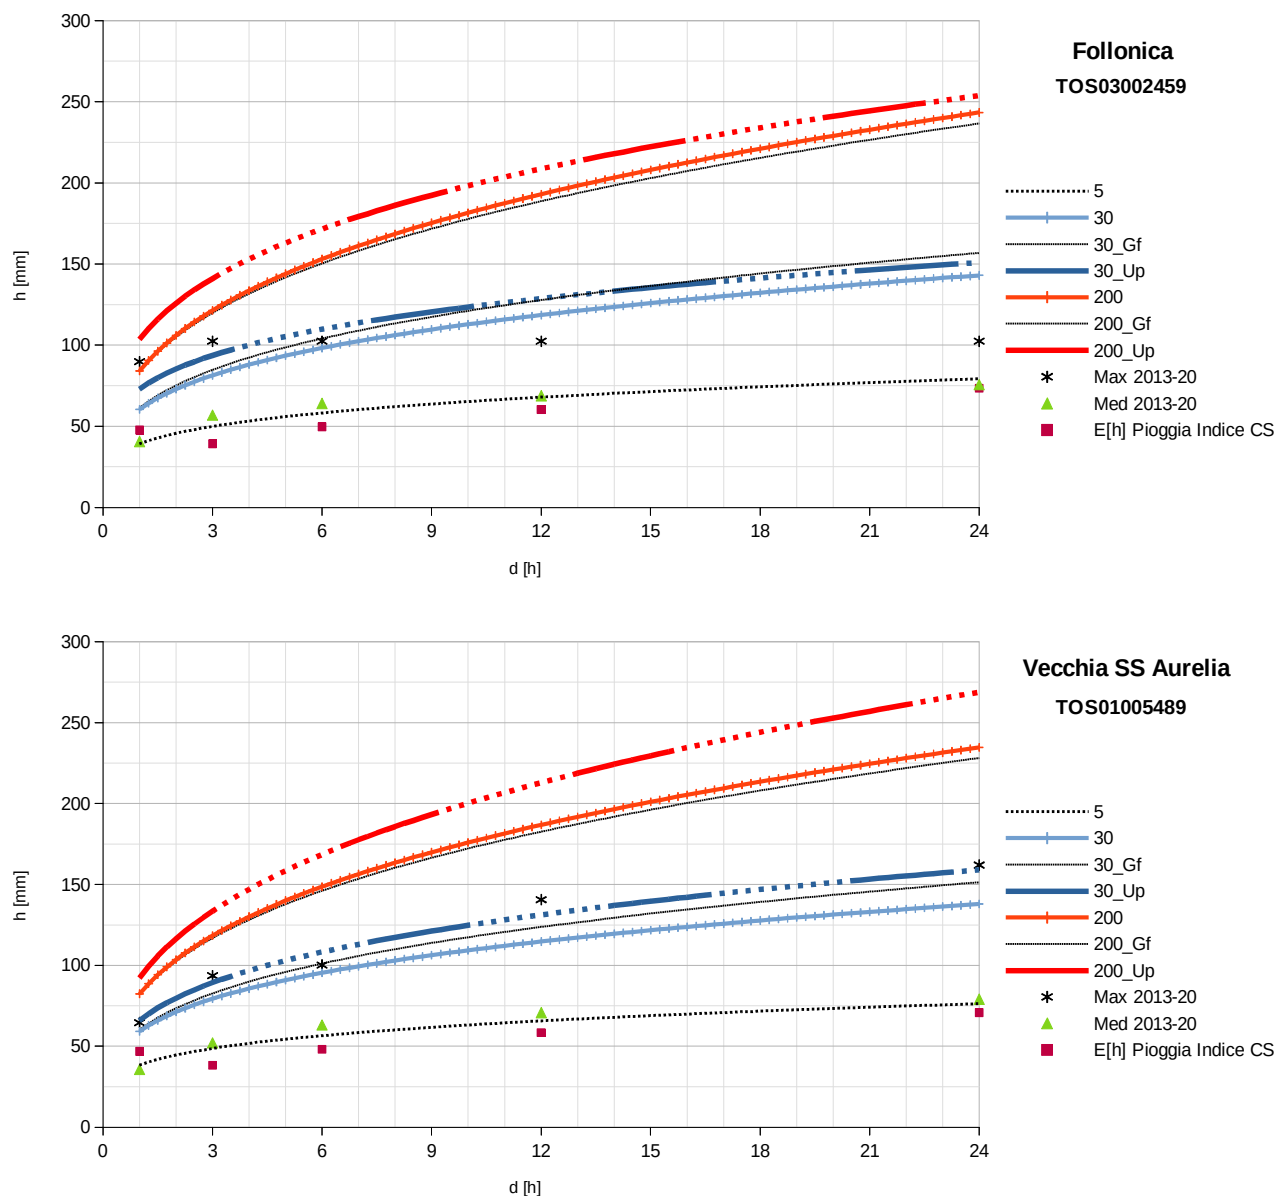 Follonica
TOS03002459
300
250
200
150
100
50
0
h [mm]
0 3 6 9 12 15 18 21 24
d [h]
5
30
30_Gf
30_Up
200
200_Gf
200_Up
Max 2013-20
Med 2013-20
E[h] Pioggia Indice CS
Vecchia SS Aurelia
TOS01005489
300
250
200
150
100
50
0
h [mm]
0 3 6 9 12 15 18 21 24
d [h]
5
30
30_Gf
30_Up
200
200_Gf
200_Up
Max 2013-20
Med 2013-20
E[h] Pioggia Indice CS